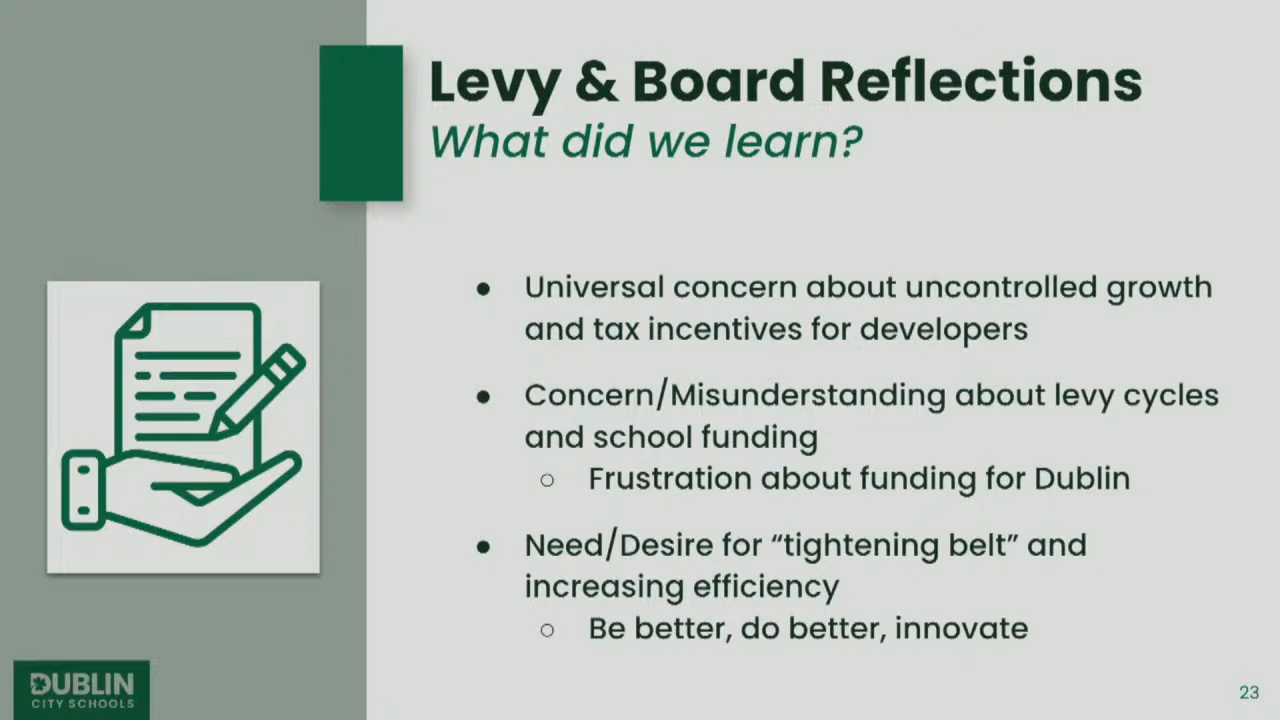 Levy & Board Reflections
What did we learn?
● Universal concern about uncontrolled growth
and tax incentives for developers
● Concern/Misunderstanding about levy cycles
and school funding
○ Frustration about funding for Dublin
● Need/Desire for “tightening belt” and
increasing efficiency
○ Be better, do better, innovate
DUBLIN
CITY SCHOOLS
23